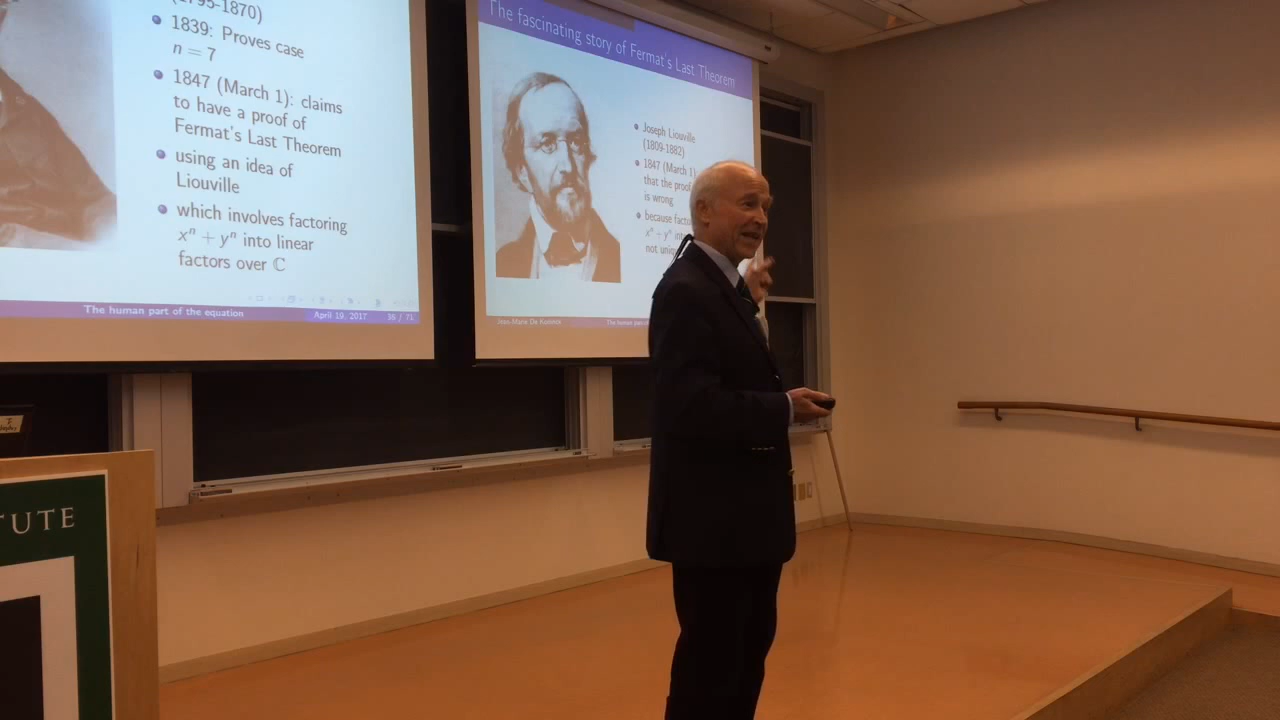 (1795-1870)
1839: Proves case
n = 7
1847 (March 1): claims
to have a proof of
Fermat's Last Theorem
using an idea of
Liouville
which involves factoring
xⁿ + yⁿ into linear
factors over ℂ
The human part of the equation
April 19, 2017
36 / 71
The fascinating story of Fermat's Last Theorem
Joseph Liouville
(1809-1882)
1847 (March 1)
that the proof
is wrong
because
xⁿ + yⁿ
not
Jean-Marie De Koninck
The human
TUTE